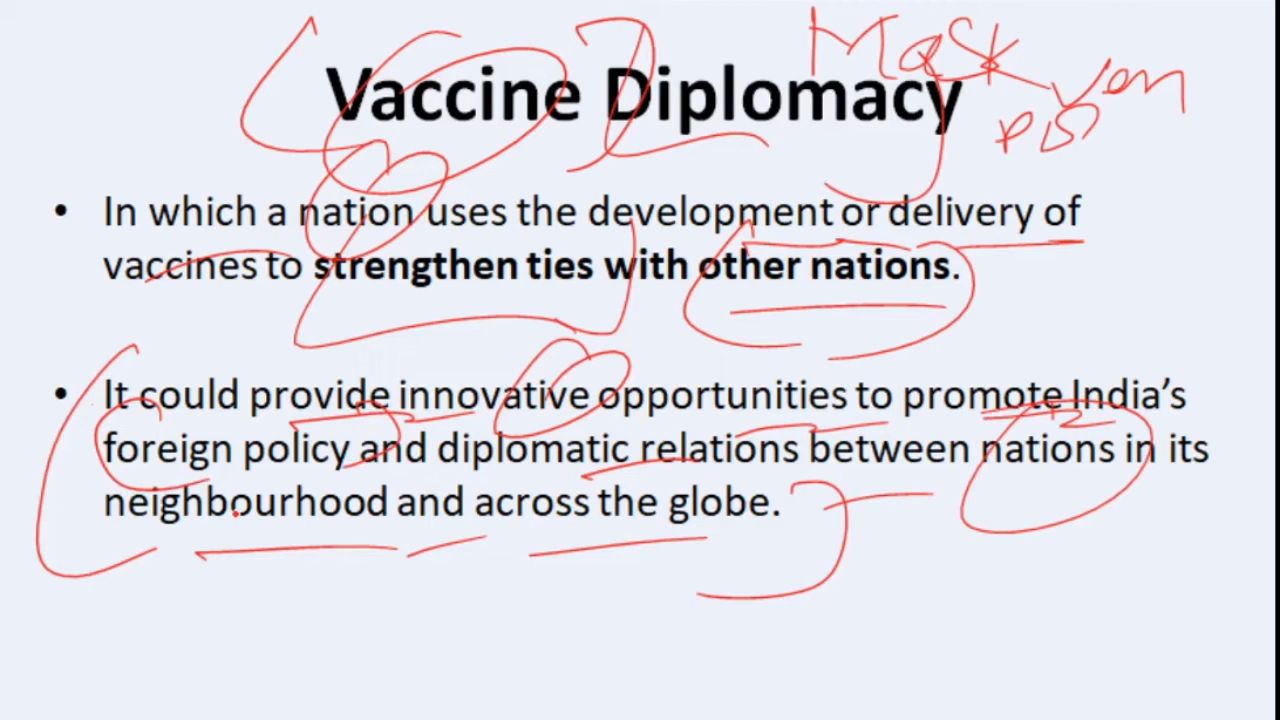 Vaccine Diplomacy
Mask
• In which a nation uses the development or delivery of
vaccines to strengthen ties with other nations.
• It could provide innovative opportunities to promote India's
foreign policy and diplomatic relations between nations in its
neighbourhood and across the globe.